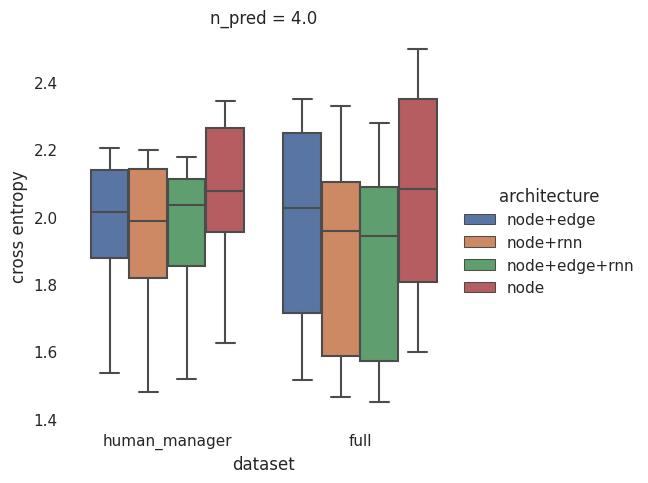 n_pred = 4.0
cross entropy
2.4
2.2
2.0
1.8
1.6
1.4
human_manager
full
dataset
architecture
node+edge
node+rnn
node+edge+rnn
node